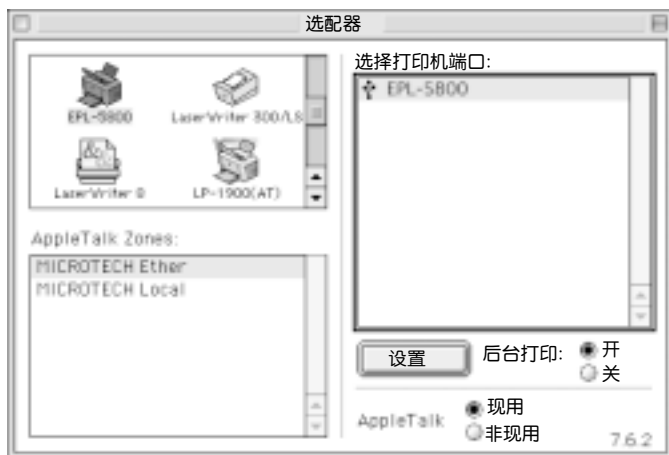 选配器
EPL-5800
LaserWriter 300/LS
LaserWriter 8
LP-1900(AT)
AppleTalk Zones:
MICROTECH Ether
MICROTECH Local
选择打印机端口:
EPL-5800
设置
后台打印:
开
关
AppleTalk
现用
非现用
7.6.2